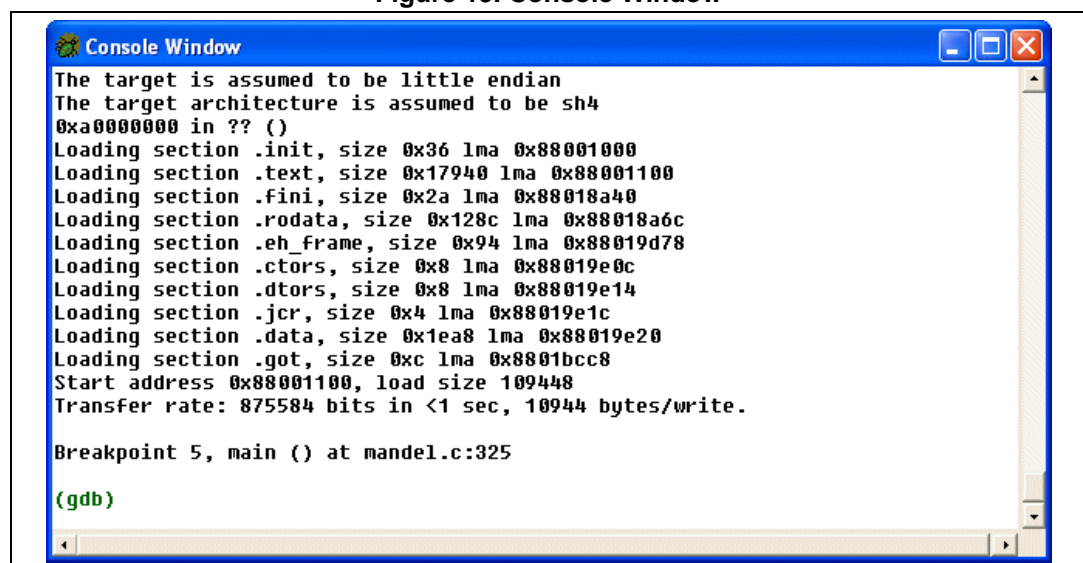 Figure 16. Console Window
Console Window
The target is assumed to be little endian
The target architecture is assumed to be sh4
0xa0000000 in ?? ()
Loading section .init, size 0x36 lma 0x88001000
Loading section .text, size 0x17940 lma 0x88001100
Loading section .fini, size 0x2a lma 0x88018a40
Loading section .rodata, size 0x128c lma 0x88018a6c
Loading section .eh_frame, size 0x94 lma 0x88019d78
Loading section .ctors, size 0x8 lma 0x88019e0c
Loading section .dtors, size 0x8 lma 0x88019e14
Loading section .jcr, size 0x4 lma 0x88019e1c
Loading section .data, size 0x1ea8 lma 0x88019e20
Loading section .got, size 0xc lma 0x8801bcc8
Start address 0x88001100, load size 109448
Transfer rate: 875584 bits in <1 sec, 10944 bytes/write.
Breakpoint 5, main () at mandel.c:325
(gdb)